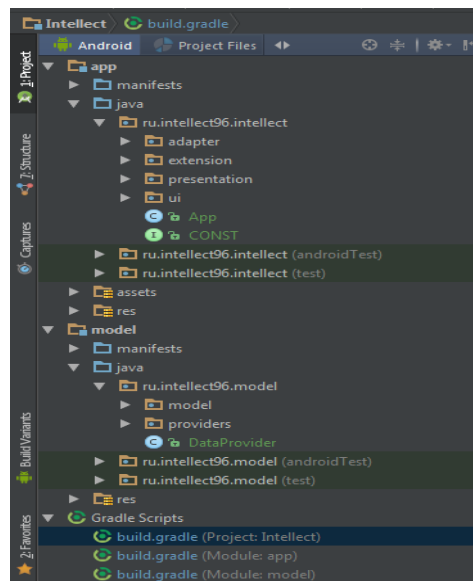 Intellect build.gradle
Android Project Files
app
manifests
java
ru.intellect96.intellect
adapter
extension
presentation
ui
App
CONST
ru.intellect96.intellect (androidTest)
ru.intellect96.intellect (test)
assets
res
model
manifests
java
ru.intellect96.model
model
providers
DataProvider
ru.intellect96.model (androidTest)
ru.intellect96.model (test)
res
Gradle Scripts
build.gradle (Project: Intellect)
build.gradle (Module: app)
build.gradle (Module: model)
1: Project
7: Structure
Captures
Build Variants
2: Favorites